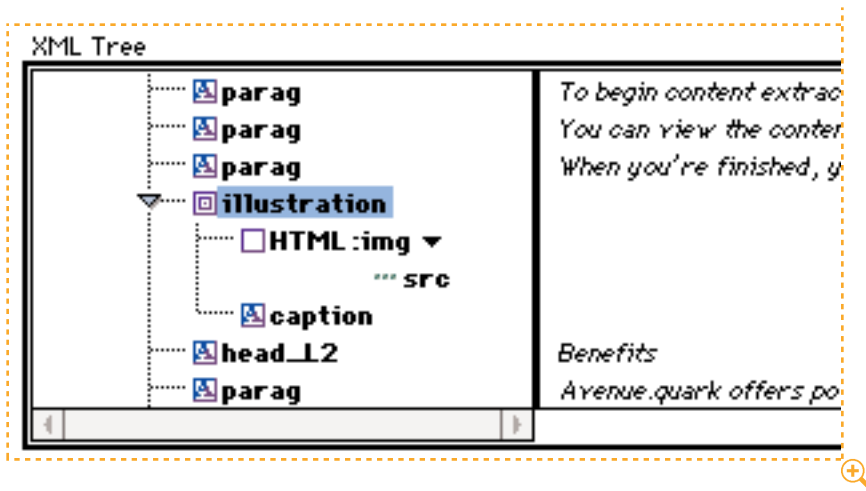 XML Tree
parag To begin content extrac
parag You can view the conten
parag When you're finished, y
illustration
HTML:img
src
caption
head_L2 Benefits
parag Avenue.quark offers po